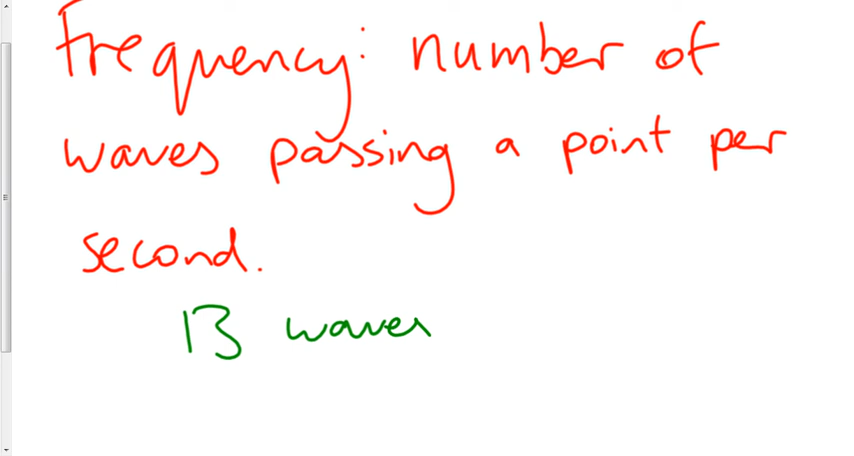 Frequency: number of
waves passing a point per
second.
13 waves